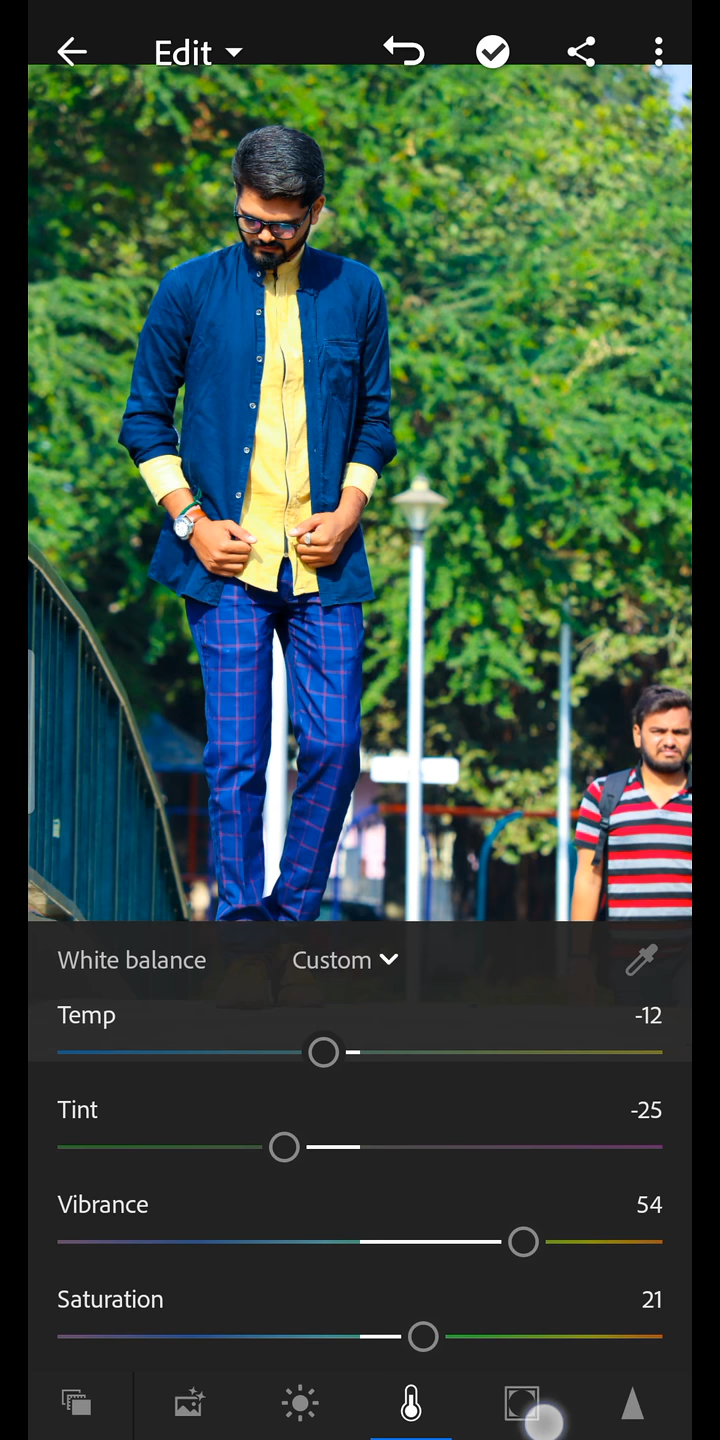 Edit
White balance Custom
Temp -12
Tint -25
Vibrance 54
Saturation 21